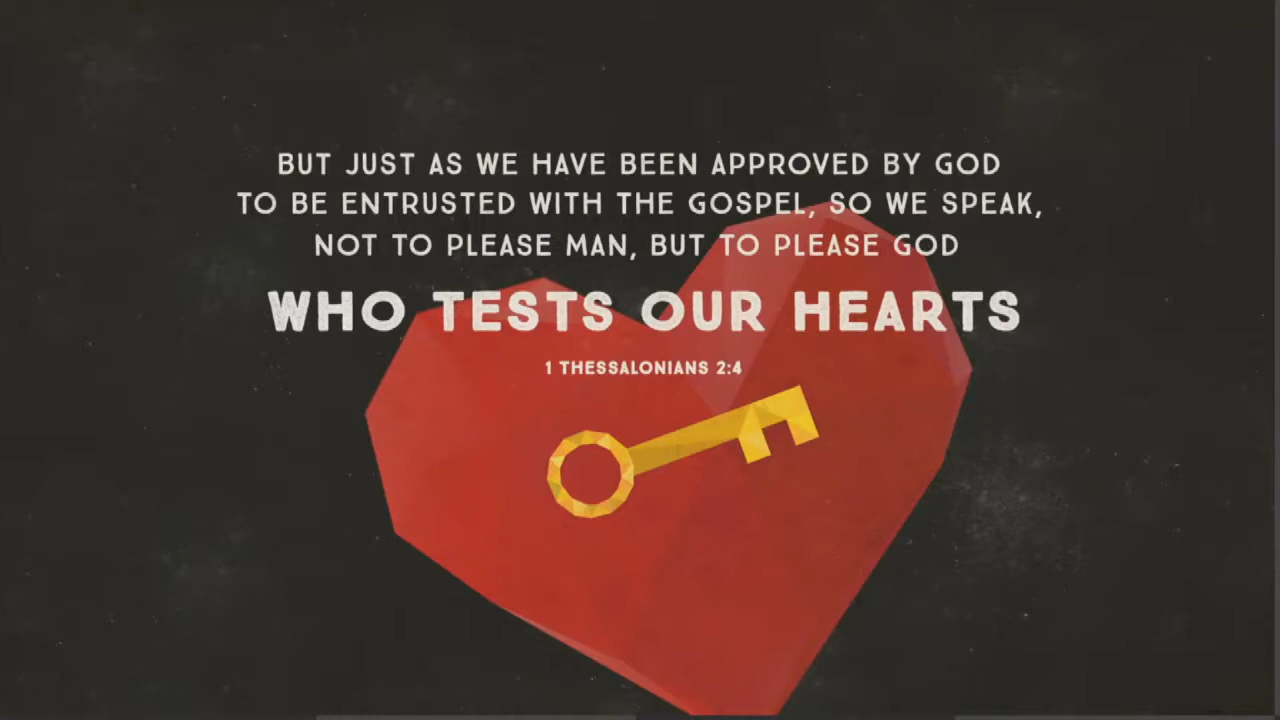 BUT JUST AS WE HAVE BEEN APPROVED BY GOD
TO BE ENTRUSTED WITH THE GOSPEL, SO WE SPEAK,
NOT TO PLEASE MAN, BUT TO PLEASE GOD
WHO TESTS OUR HEARTS
1 THESSALONIANS 2:4